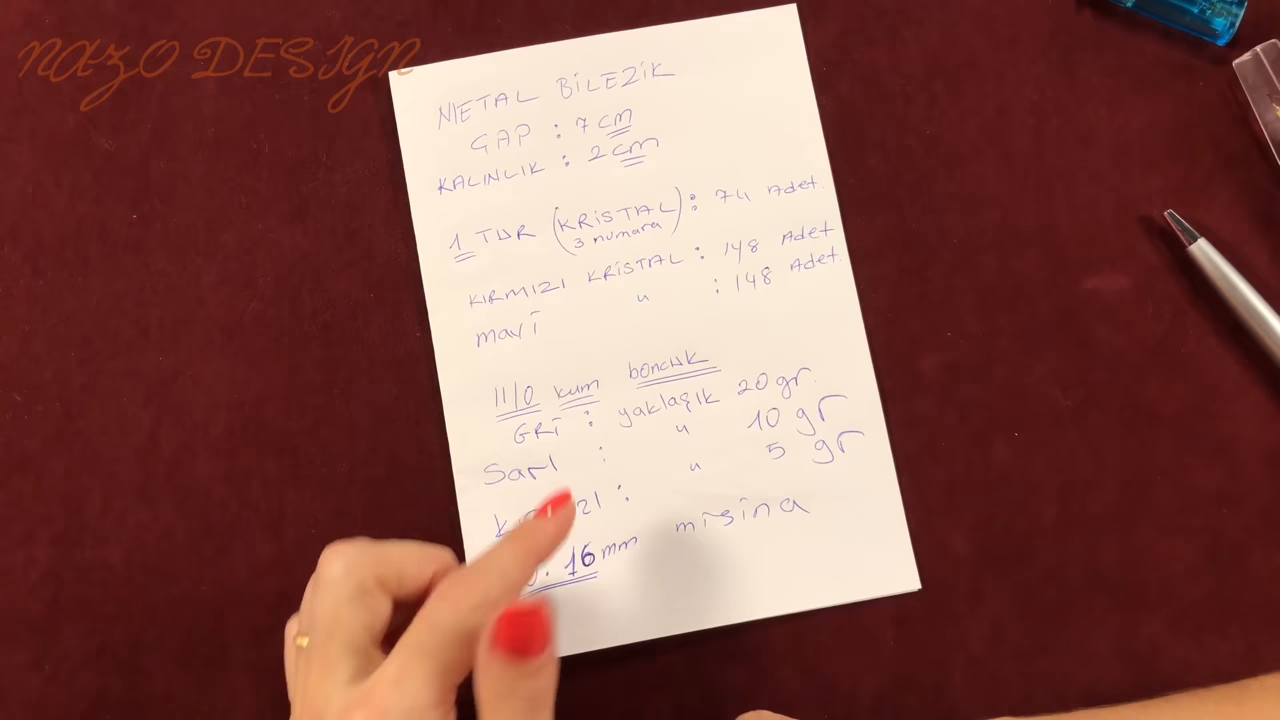 NAZO DESIGN
METAL BİLEZİK
GAP : 7 cm
KALINLIK : 2 cm
1 TUR (KRİSTAL) : 74 Adet.
3 numara
KIRMIZI KRİSTAL : 148 Adet
mavi " : 148 Adet.
11/0 kum boncuk
GRİ : yaklaşık 20 gr.
Sarı : " 10 gr
: " 5 gr
16 mm misina